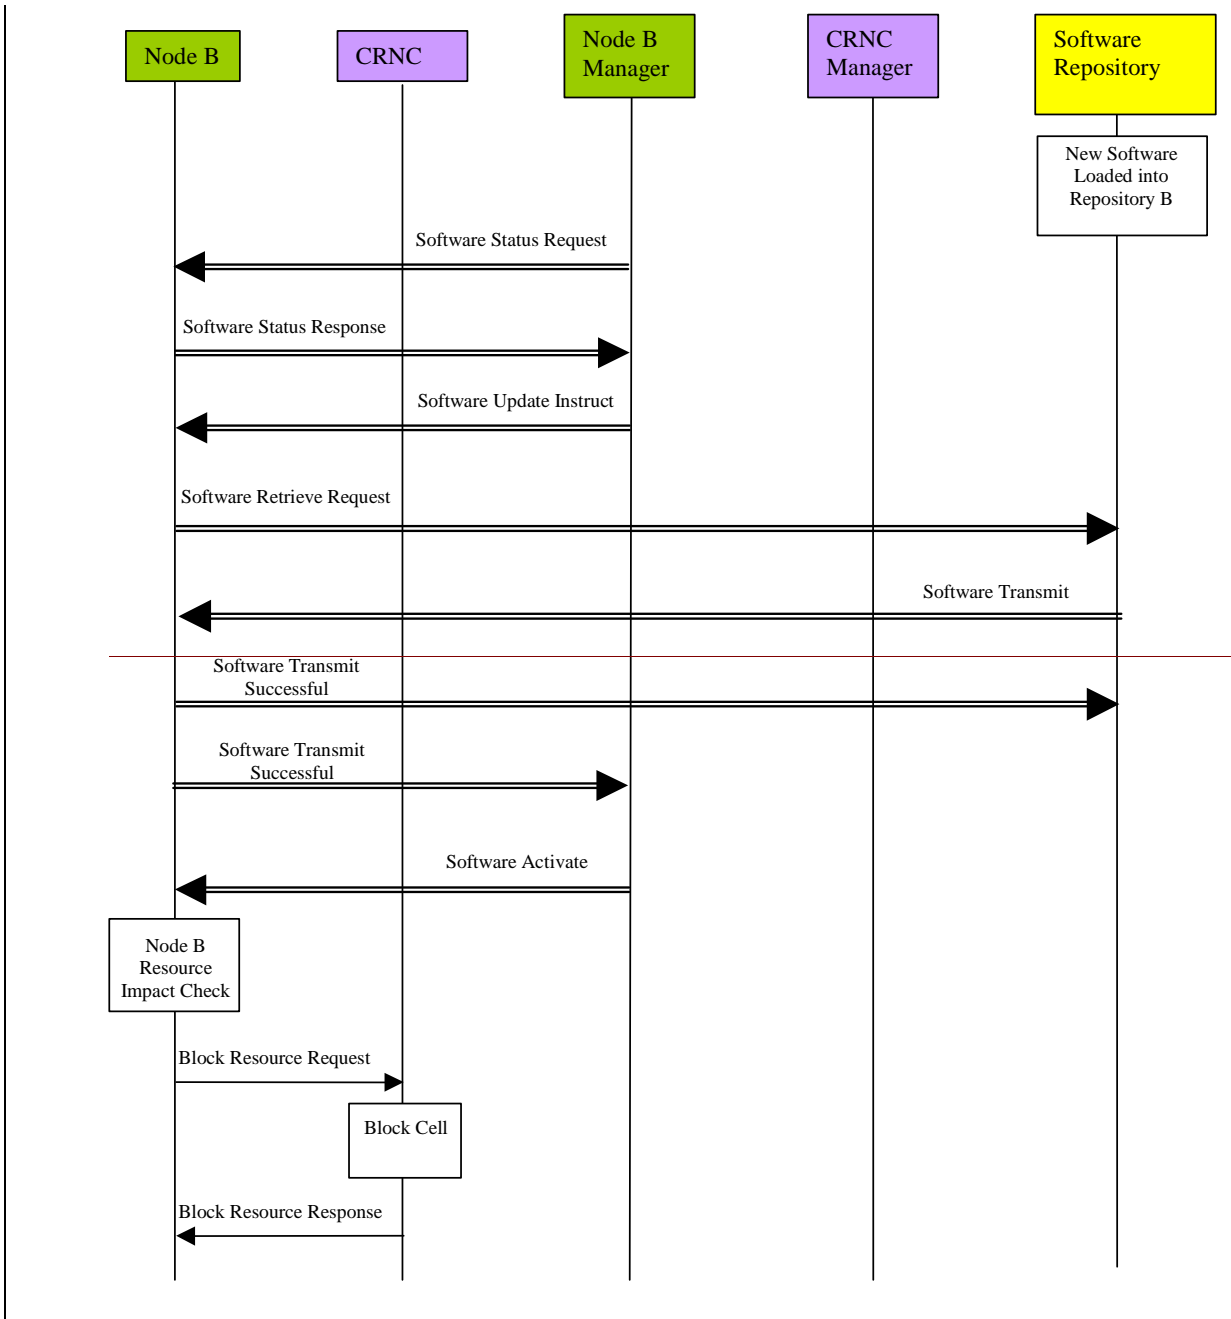 Node B
CRNC
Node B
Manager
CRNC
Manager
Software
Repository
New Software
Loaded into
Repository B
Software Status Request
Software Status Response
Software Update Instruct
Software Retrieve Request
Software Transmit
Software Transmit
Successful
Software Transmit
Successful
Software Activate
Node B
Resource
Impact Check
Block Resource Request
Block Cell
Block Resource Response